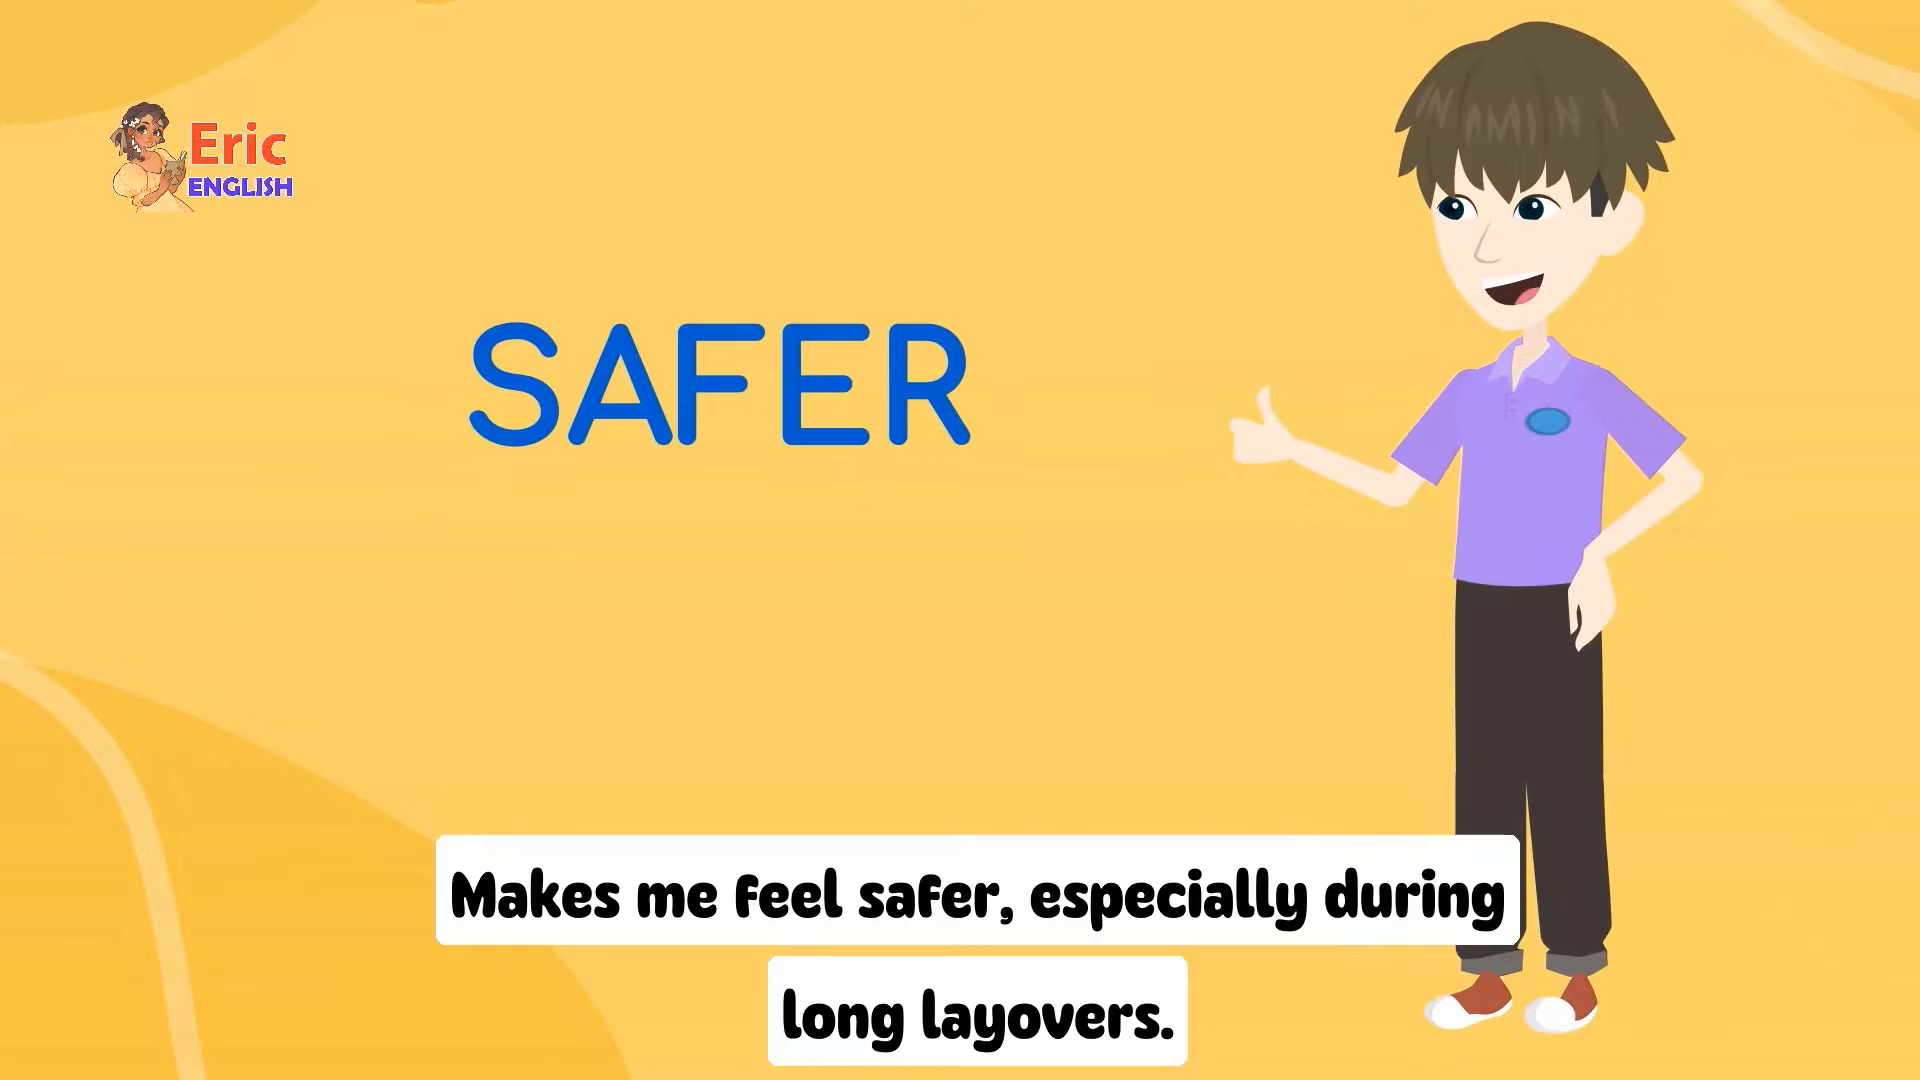 Eric
ENGLISH
SAFER
Makes me feel safer, especially during
long layovers.